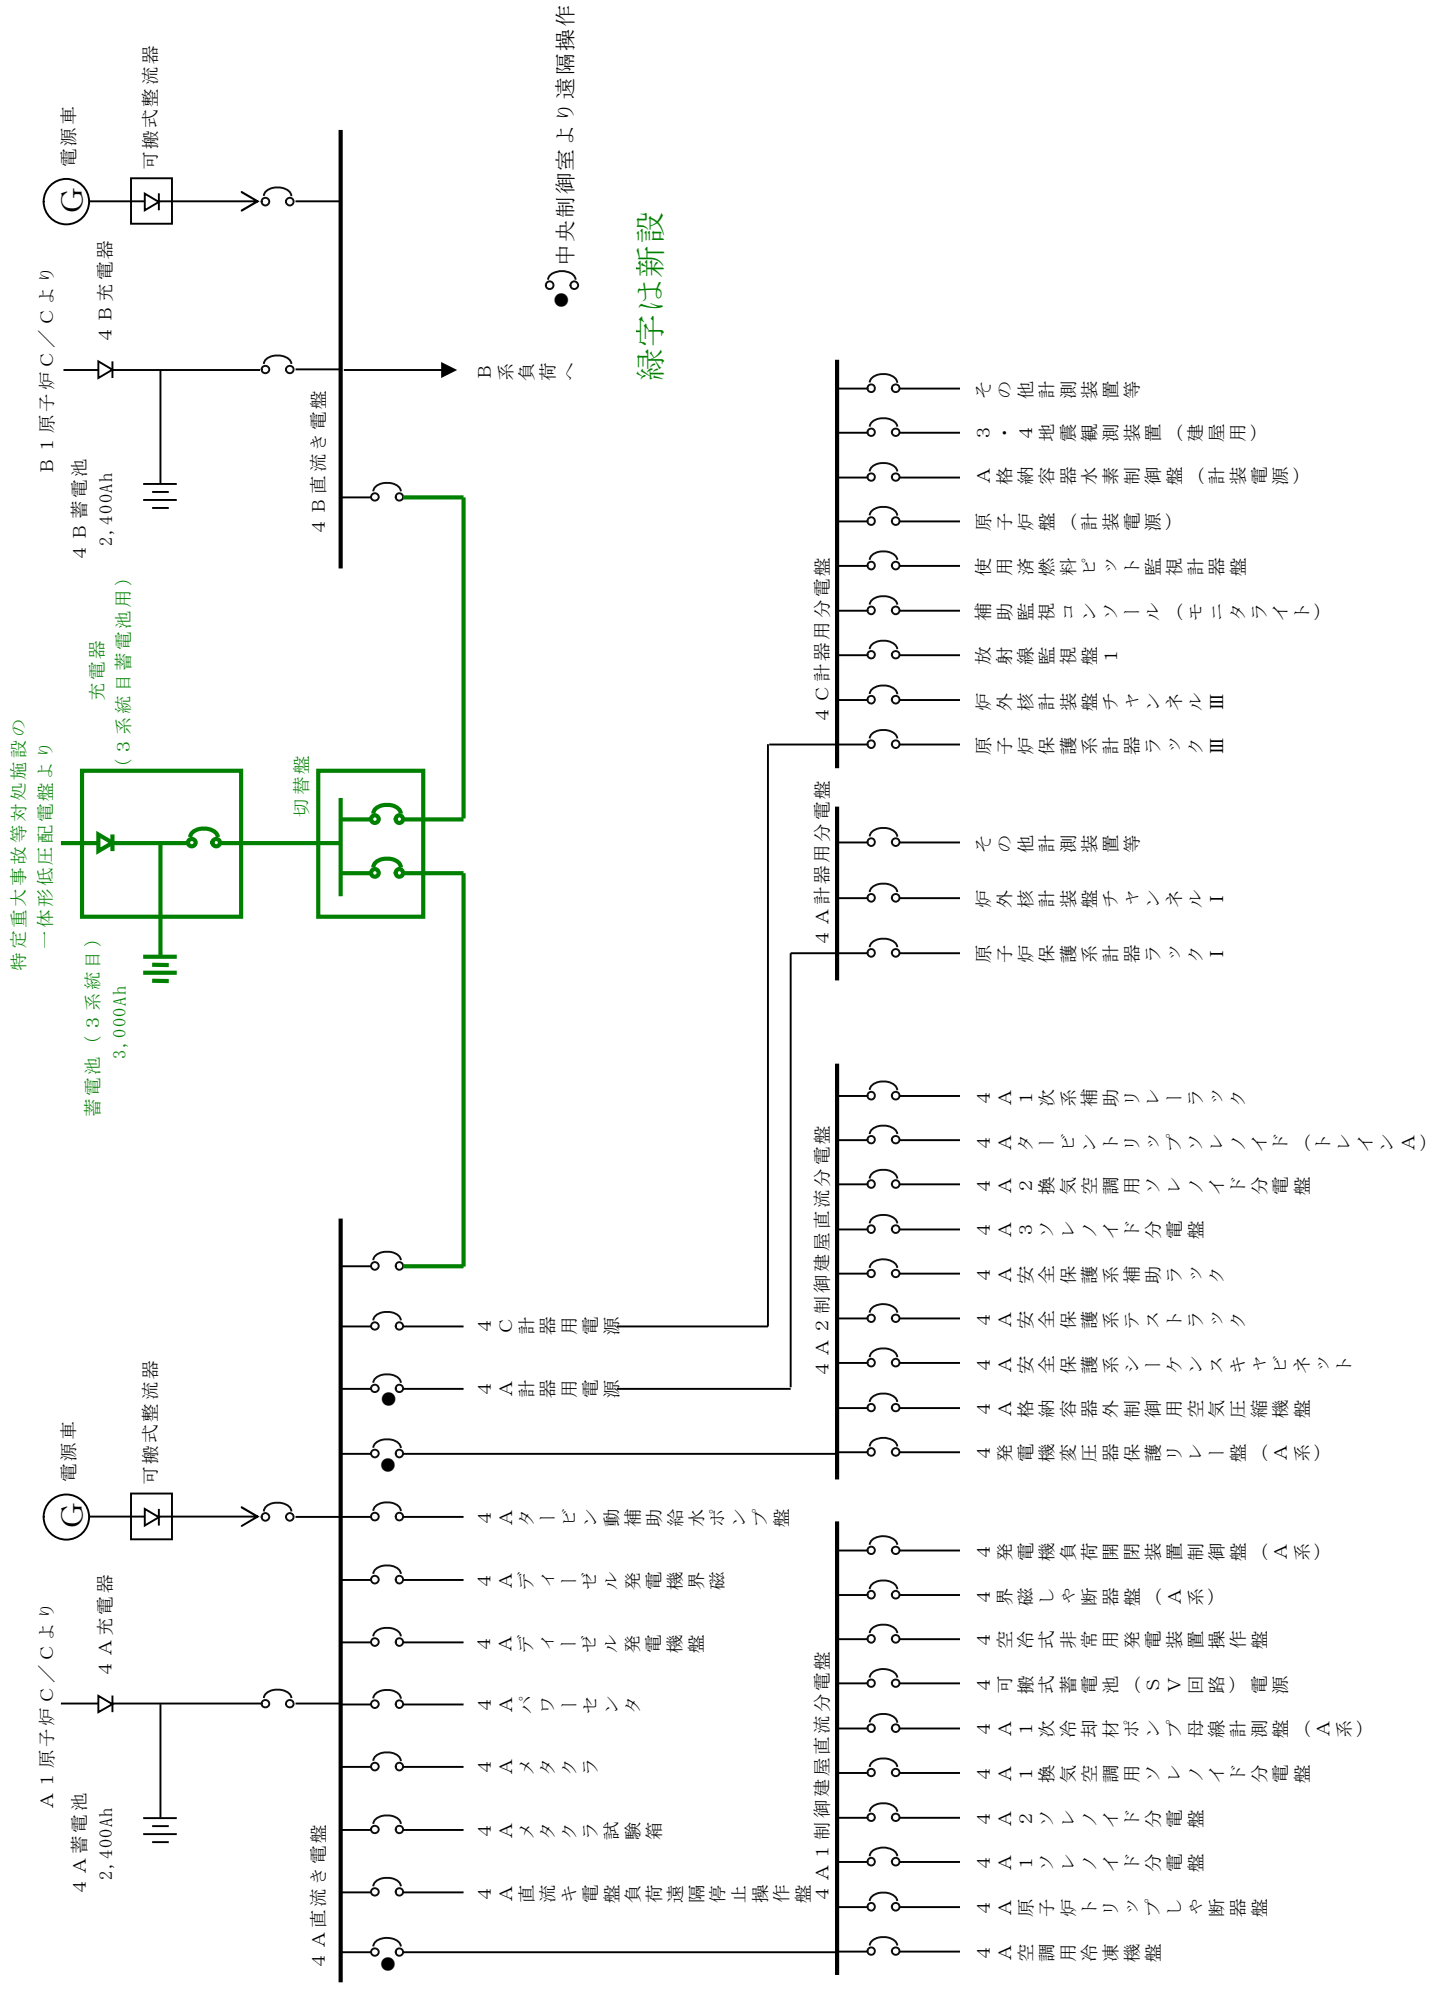 A1原子炉C／Cより
4A充電器
4A蓄電池
2,400Ah
電源車
G
可搬式整流器
4A直流き電盤
特定重大事故等対処施設の
一体形低圧配電盤より
充電器
(3系統目蓄電池用)
蓄電池(3系統目)
3,000Ah
切替盤
B1原子炉C／Cより
4B充電器
4B蓄電池
2,400Ah
電源車
G
可搬式整流器
4B直流き電盤
B系負荷へ
中央制御室より遠隔操作
緑字は新設
4A直流キ電盤負荷遠隔停止操作盤
4Aメタクラ試験箱
4Aメタクラ
4Aパワーセンタ
4Aディーゼル発電機盤
4Aディーゼル発電機界磁
4Aタービン動補助給水ポンプ盤
4A計器用電源
4C計器用電源
4A1制御建屋直流分電盤
4A空調用冷凍機盤
4A原子炉トリップしゃ断器盤
4A1ソレノイド分電盤
4A2ソレノイド分電盤
4A1換気空調用ソレノイド分電盤
4A1次冷却材ポンプ母線計測盤(A系)
4可搬式蓄電池(SV回路)電源
4空冷式非常用発電装置操作盤
4界磁しゃ断器盤(A系)
4発電機負荷開閉装置制御盤(A系)
4A2制御建屋直流分電盤
4発電機変圧器保護リレー盤(A系)
4A格納容器外制御用空気圧縮機盤
4A安全保護系シーケンスキャビネット
4A安全保護系テストラック
4A安全保護系補助ラック
4A3ソレノイド分電盤
4A2換気空調用ソレノイド分電盤
4Aタービントリップソレノイド(トレインA)
4A1次系補助リレーラック
4A計器用分電盤
原子炉保護系計器ラックⅠ
炉外核計装盤チャンネルⅠ
その他計測装置等
4C計器用分電盤
原子炉保護系計器ラックⅢ
炉外核計装盤チャンネルⅢ
放射線監視盤1
補助監視コンソール(モニタライト)
使用済燃料ピット監視計器盤
原子炉盤(計装電源)
A格納容器水素制御盤(計装電源)
3・4地震観測装置(建屋用)
その他計測装置等